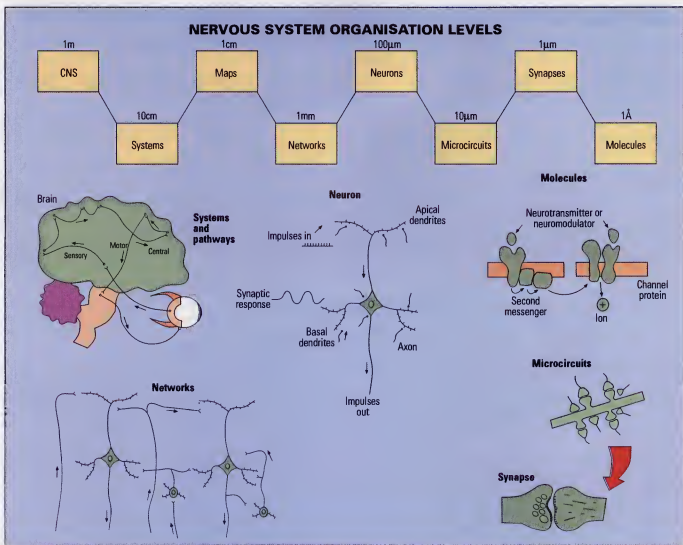 NERVOUS SYSTEM ORGANISATION LEVELS
1m
1cm
100µm
1µm
CNS
Maps
Neurons
Synapses
10cm
1mm
10µm
1Å
Systems
Networks
Microcircuits
Molecules
Brain
Systems
and
pathways
Motor
Sensory
Central
Neuron
Impulses in
Apical
dendrites
Synaptic
response
Basal
dendrites
Axon
Impulses
out
Molecules
Neurotransmitter or
neuromodulator
Second
messenger
Channel
protein
+
Ion
Networks
Microcircuits
Synapse